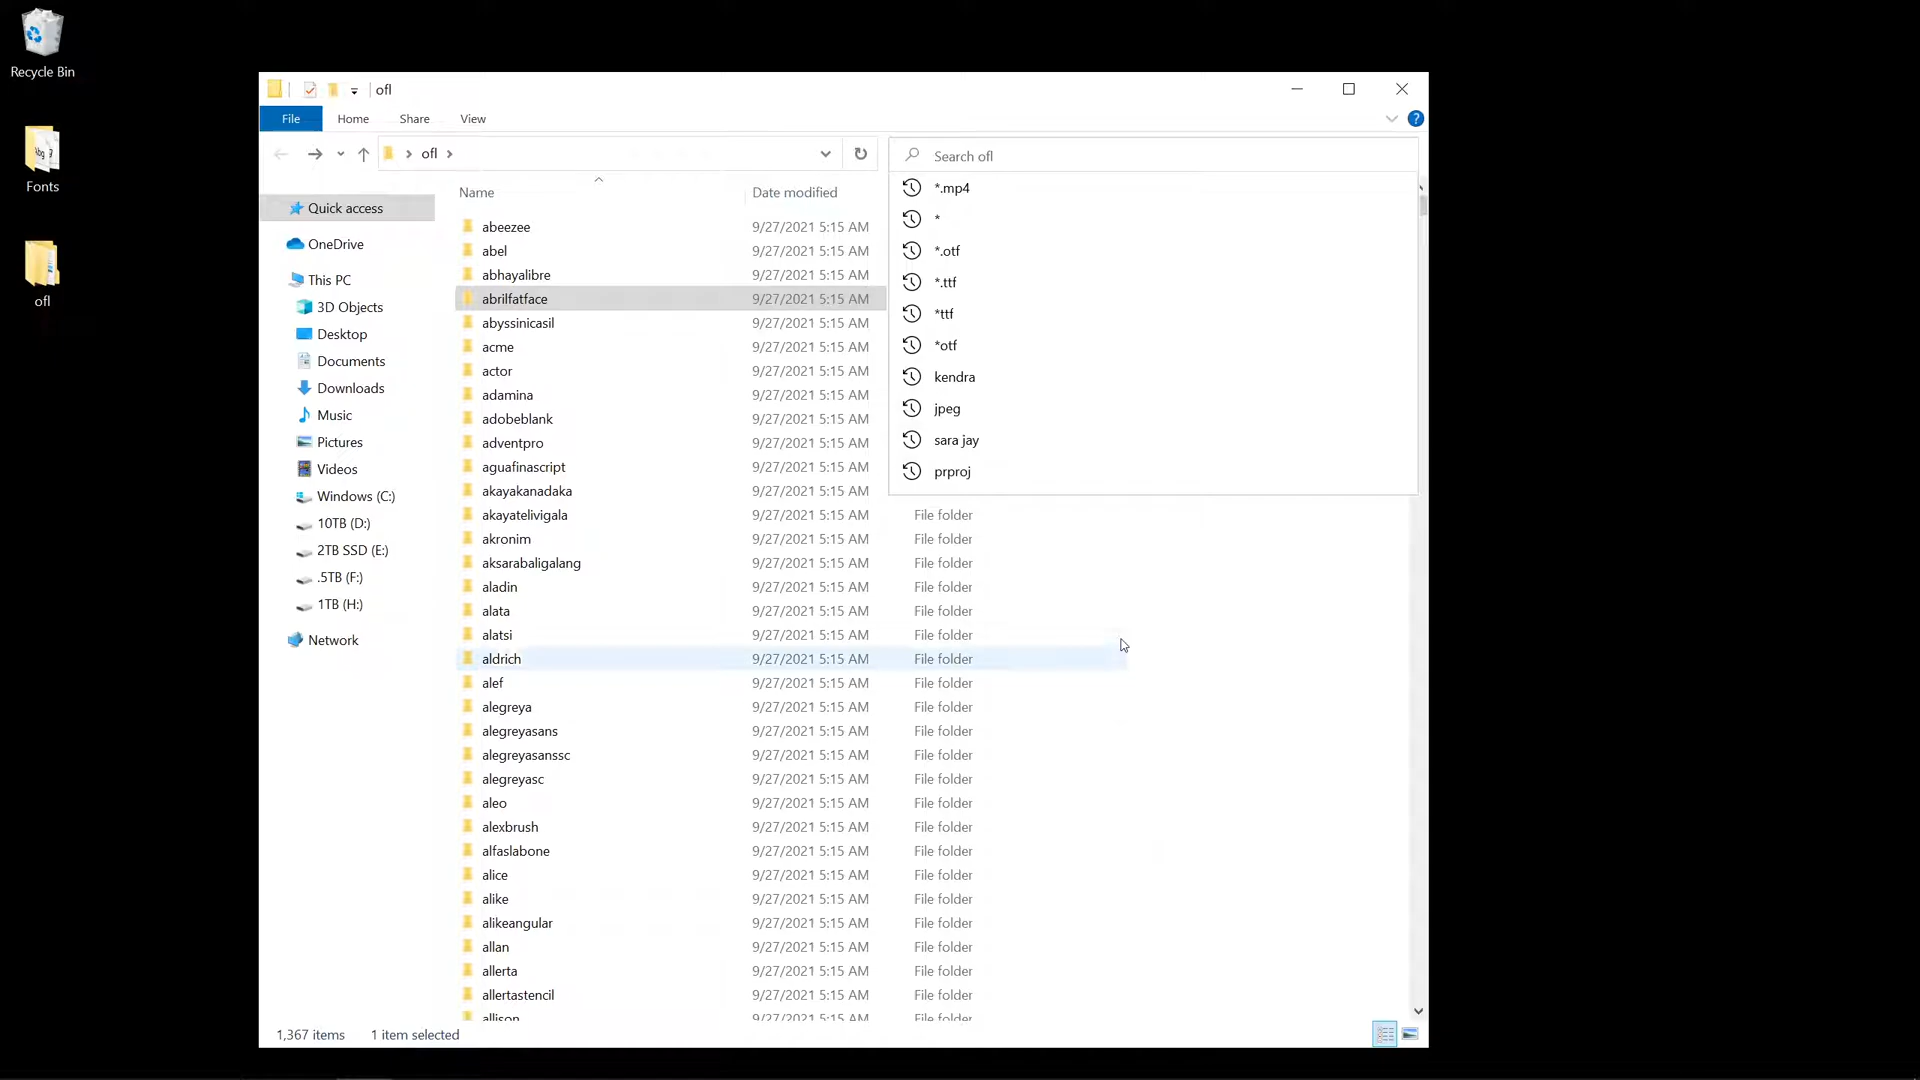 Recycle Bin
Fonts
ofl
ofl
File Home Share View
ofl
Search ofl
Name Date modified
*.mp4
*
*.otf
*.ttf
*ttf
*otf
kendra
jpeg
sara jay
prproj
Quick access
OneDrive
This PC
3D Objects
Desktop
Documents
Downloads
Music
Pictures
Videos
Windows (C:)
10TB (D:)
2TB SSD (E:)
.5TB (F:)
1TB (H:)
Network
abeezee 9/27/2021 5:15 AM
abel 9/27/2021 5:15 AM
abhayalibre 9/27/2021 5:15 AM
abrilfatface 9/27/2021 5:15 AM
abyssinicasil 9/27/2021 5:15 AM
acme 9/27/2021 5:15 AM
actor 9/27/2021 5:15 AM
adamina 9/27/2021 5:15 AM
adobeblank 9/27/2021 5:15 AM
adventpro 9/27/2021 5:15 AM
aguafinascript 9/27/2021 5:15 AM
akayakanadaka 9/27/2021 5:15 AM
akayatelivigala 9/27/2021 5:15 AM File folder
akronim 9/27/2021 5:15 AM File folder
aksarabaligalang 9/27/2021 5:15 AM File folder
aladin 9/27/2021 5:15 AM File folder
alata 9/27/2021 5:15 AM File folder
alatsi 9/27/2021 5:15 AM File folder
aldrich 9/27/2021 5:15 AM File folder
alef 9/27/2021 5:15 AM File folder
alegreya 9/27/2021 5:15 AM File folder
alegreyasans 9/27/2021 5:15 AM File folder
alegreyasanssc 9/27/2021 5:15 AM File folder
alegreyasc 9/27/2021 5:15 AM File folder
aleo 9/27/2021 5:15 AM File folder
alexbrush 9/27/2021 5:15 AM File folder
alfaslabone 9/27/2021 5:15 AM File folder
alice 9/27/2021 5:15 AM File folder
alike 9/27/2021 5:15 AM File folder
alikeangular 9/27/2021 5:15 AM File folder
allan 9/27/2021 5:15 AM File folder
allerta 9/27/2021 5:15 AM File folder
allertastencil 9/27/2021 5:15 AM File folder
allison 9/27/2021 5:15 AM File folder
1,367 items 1 item selected